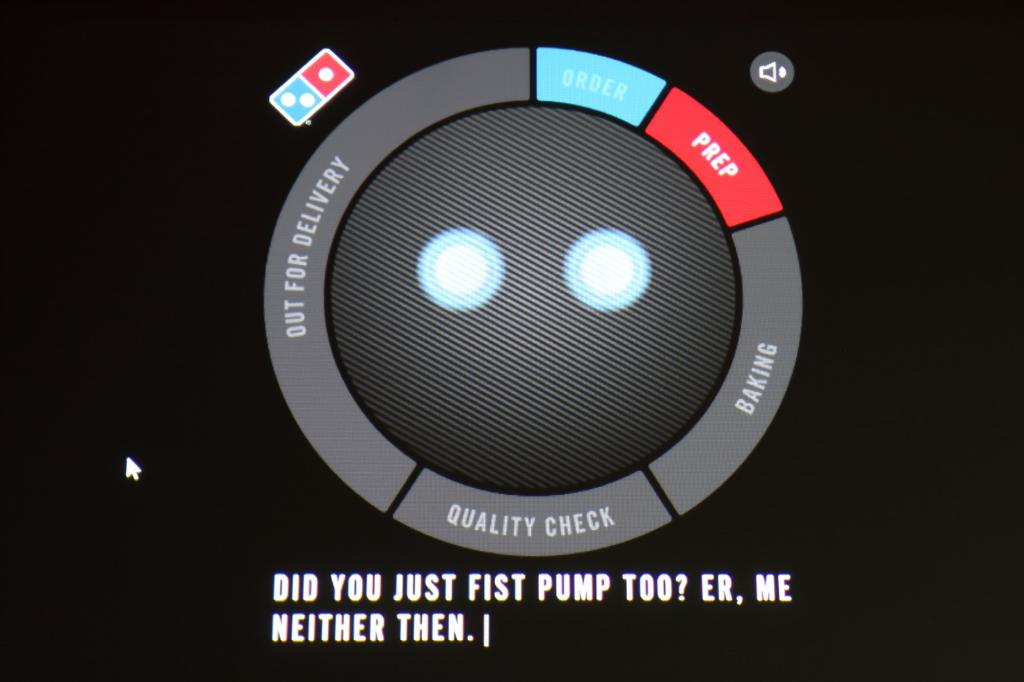 ORDER
PREP
BAKING
QUALITY CHECK
OUT FOR DELIVERY
DID YOU JUST FIST PUMP TOO? ER, ME
NEITHER THEN.